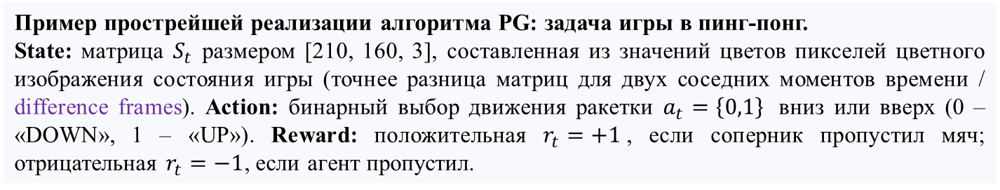 Пример прострейшей реализации алгоритма PG: задача игры в пинг-понг.
State: матрица S_t размером [210, 160, 3], составленная из значений цветов пикселей цветного
изображения состояния игры (точнее разница матриц для двух соседних моментов времени /
difference frames). Action: бинарный выбор движения ракетки a_t = {0,1} вниз или вверх (0 –
«DOWN», 1 – «UP»). Reward: положительная r_t = +1 , если соперник пропустил мяч;
отрицательная r_t = −1, если агент пропустил.